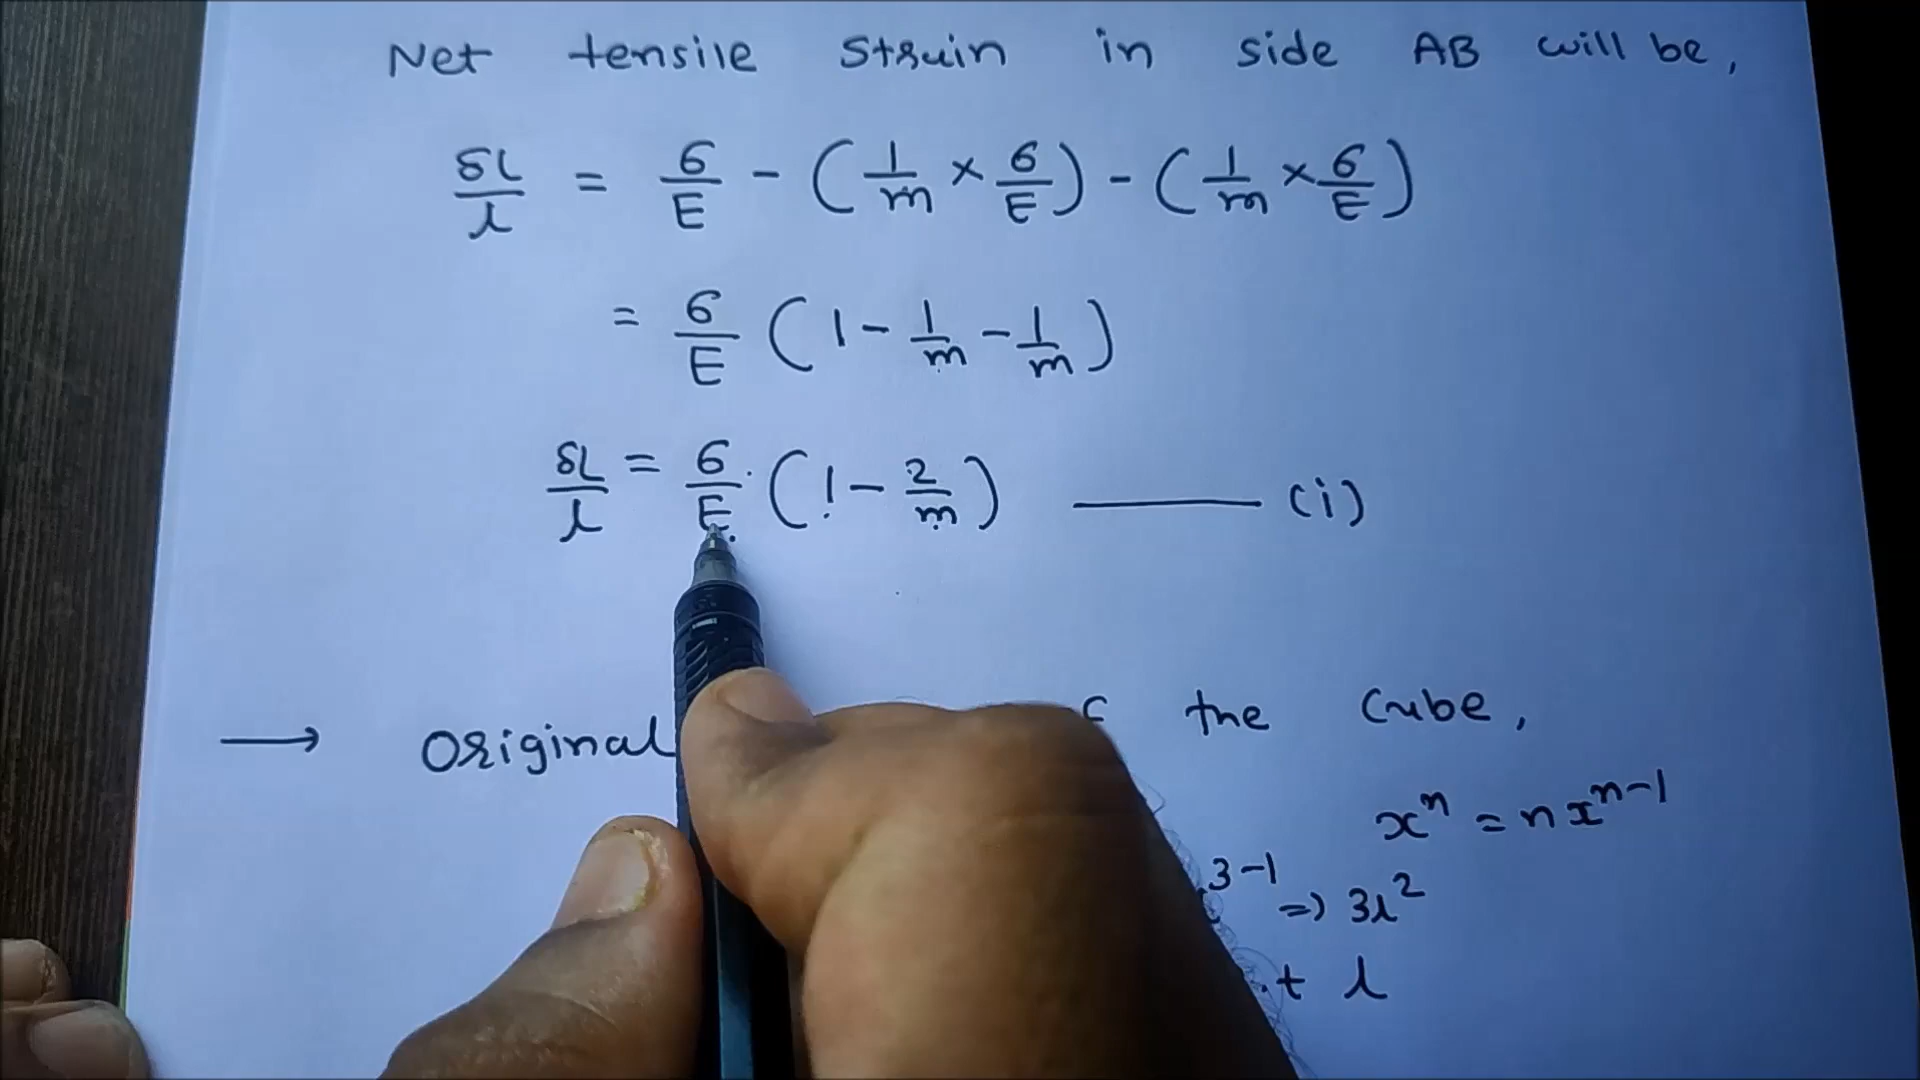 Net tensile strain in side AB will be,
δL/l = σ/E - (1/m × σ/E) - (1/m × σ/E)
= σ/E (1 - 1/m - 1/m)
δL/l = σ/E (1 - 2/m) ——— (i)
→ Original the cube,
xⁿ = nxⁿ⁻¹
3-1 => 3l²
l